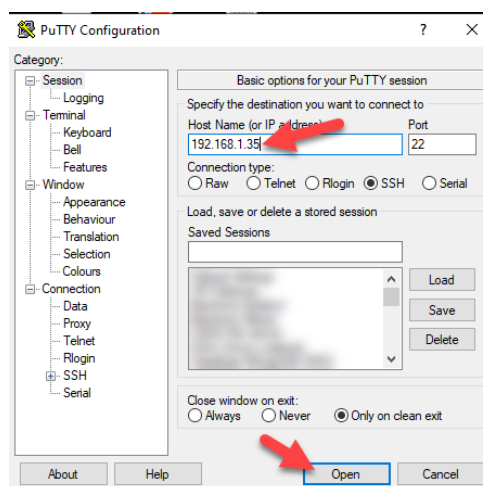 PuTTY Configuration ? ×
Category:
Session
Logging
Terminal
Keyboard
Bell
Features
Window
Appearance
Behaviour
Translation
Selection
Colours
Connection
Data
Proxy
Telnet
Rlogin
SSH
Serial
Basic options for your PuTTY session
Specify the destination you want to connect to
Host Name (or IP address) Port
192.168.1.35 22
Connection type:
Raw Telnet Rlogin SSH Serial
Load, save or delete a stored session
Saved Sessions
Load
Save
Delete
Close window on exit:
Always Never Only on clean exit
About Help Open Cancel